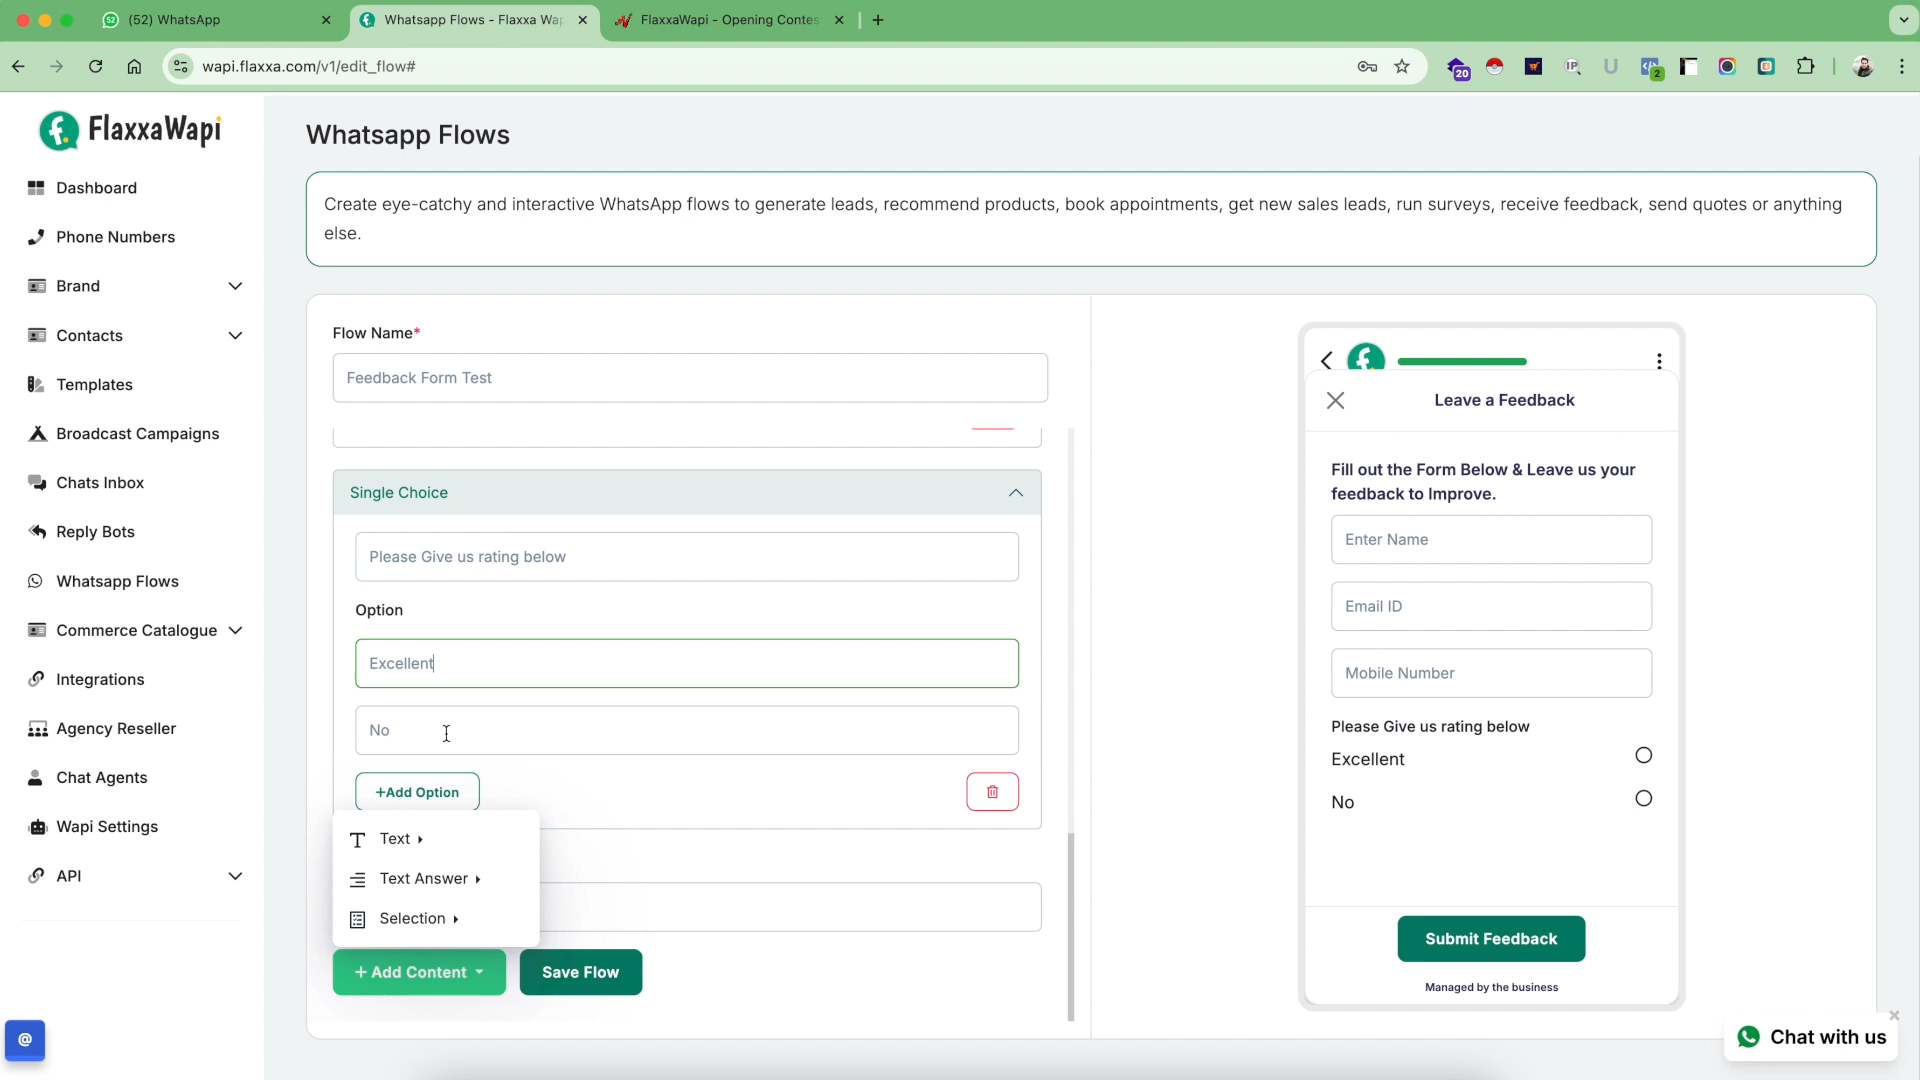 (52) WhatsApp
Whatsapp Flows - Flaxxa Wap
FlaxxaWapi - Opening Contes
wapi.flaxxa.com/v1/edit_flow#
20
IP
U
2
FlaxxaWapi
Dashboard
Phone Numbers
Brand
Contacts
Templates
Broadcast Campaigns
Chats Inbox
Reply Bots
Whatsapp Flows
Commerce Catalogue
Integrations
Agency Reseller
Chat Agents
Wapi Settings
API
@
Whatsapp Flows
Create eye-catchy and interactive WhatsApp flows to generate leads, recommend products, book appointments, get new sales leads, run surveys, receive feedback, send quotes or anything
else.
Flow Name*
Feedback Form Test
Single Choice
Please Give us rating below
Option
Excellent
No
+Add Option
Text
Text Answer
Selection
+ Add Content
Save Flow
Leave a Feedback
Fill out the Form Below & Leave us your
feedback to Improve.
Enter Name
Email ID
Mobile Number
Please Give us rating below
Excellent
No
Submit Feedback
Managed by the business
Chat with us